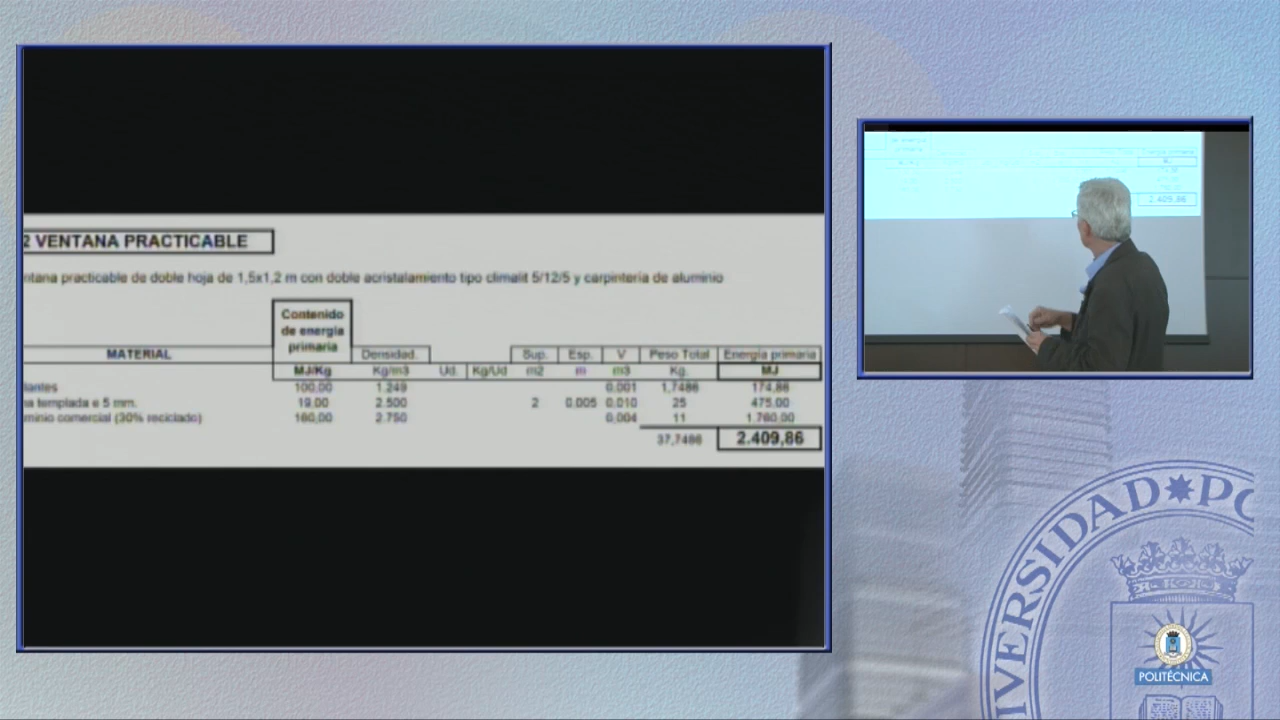 2 VENTANA PRACTICABLE
ntana practicable de doble hoja de 1,5x1,2 m con doble acristalamiento tipo climalit 5/12/5 y carpintería de aluminio
Contenido de energía primaria
MATERIAL Densidad. Sup. Esp. V Peso Total Energía primaria
MJ/Kg Kg/m3 Ud. Kg/Ud m2 m m3 Kg. MJ
lantes 100,00 1.249 0,001 1,7486 174,86
na templada e 5 mm. 19,00 2.500 2 0,005 0,010 25 475,00
minio comercial (30% reciclado) 160,00 2.750 0,004 11 1.760,00
37,7486 2.409,86
2.409,86
IVERSIDAD PO
POLITÉCNICA